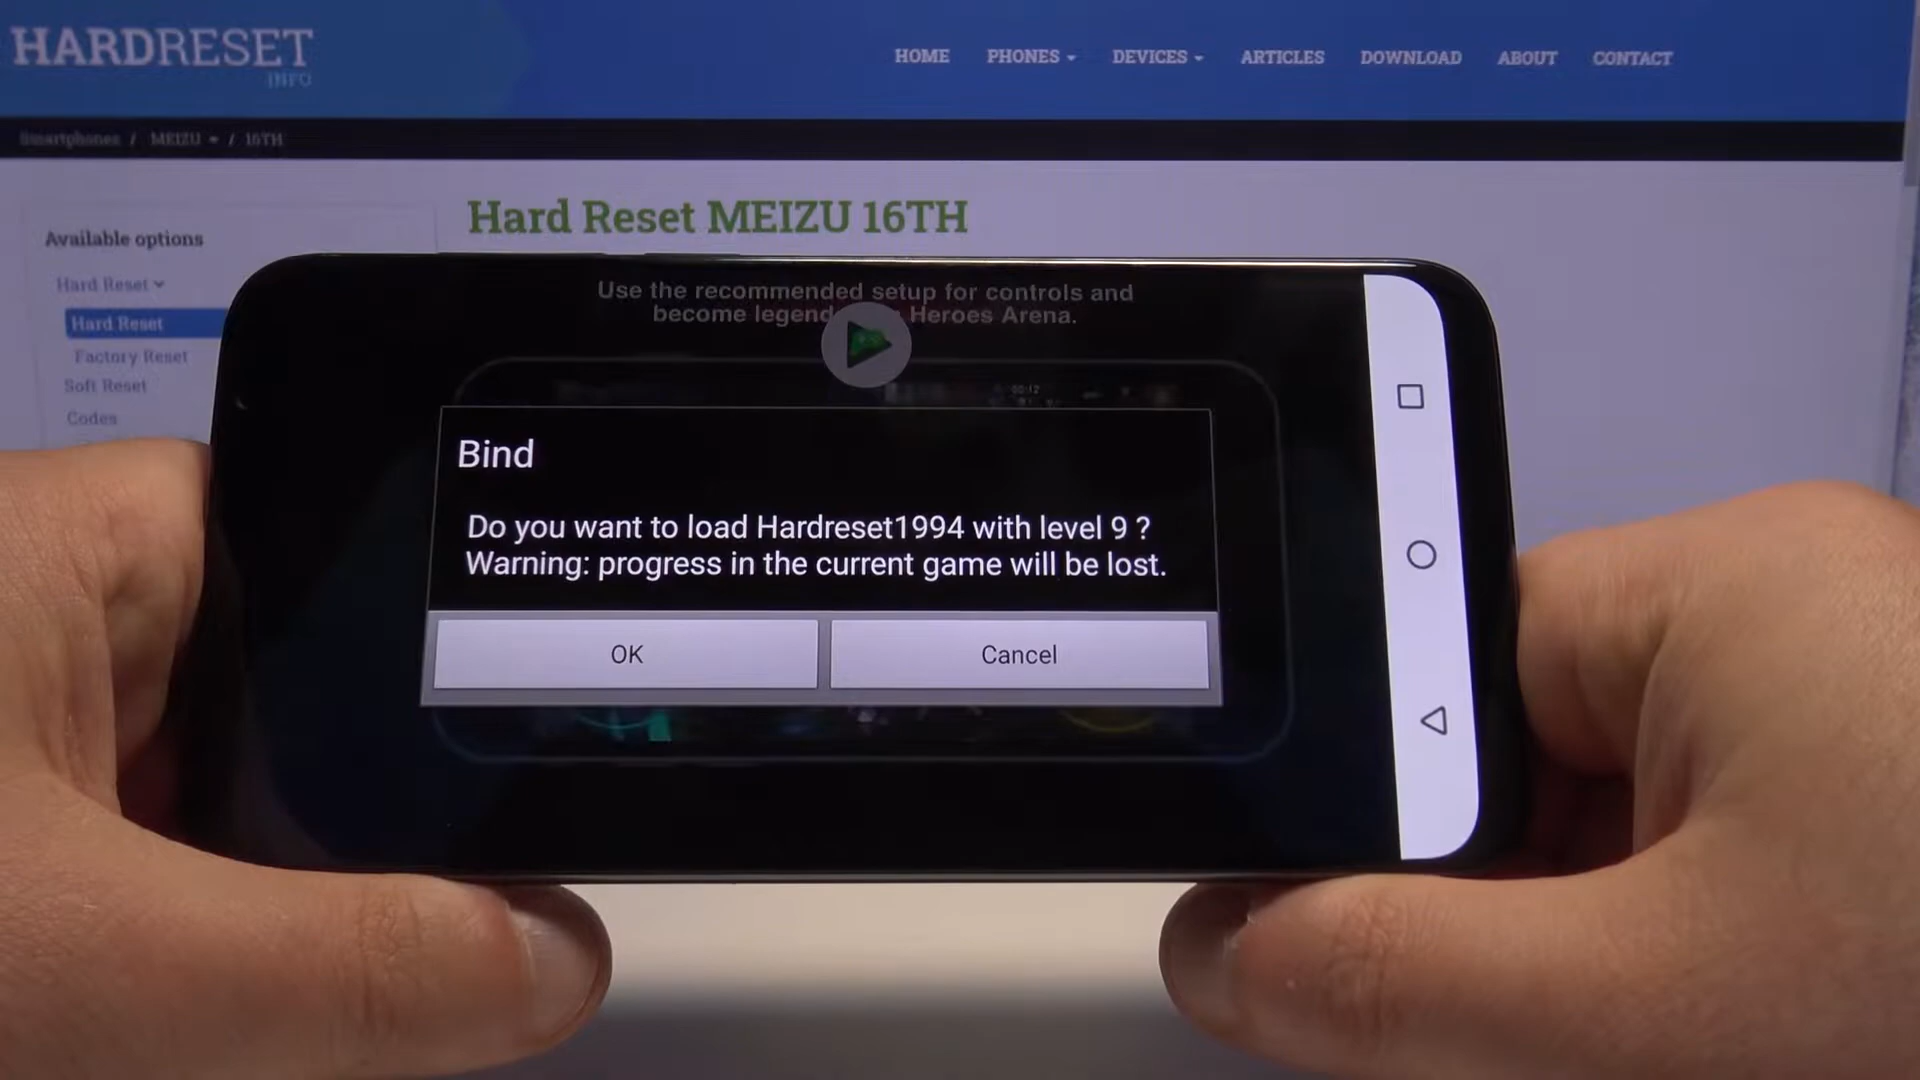 HARDRESET
INFO
HOME PHONES DEVICES ARTICLES DOWNLOAD ABOUT CONTACT
Smartphones / MEIZU / 16TH
Hard Reset MEIZU 16TH
Available options
Hard Reset
Hard Reset
Factory Reset
Soft Reset
Codes
Use the recommended setup for controls and
become Heroes Arena.
Bind
Do you want to load Hardreset1994 with level 9 ?
Warning: progress in the current game will be lost.
OK Cancel